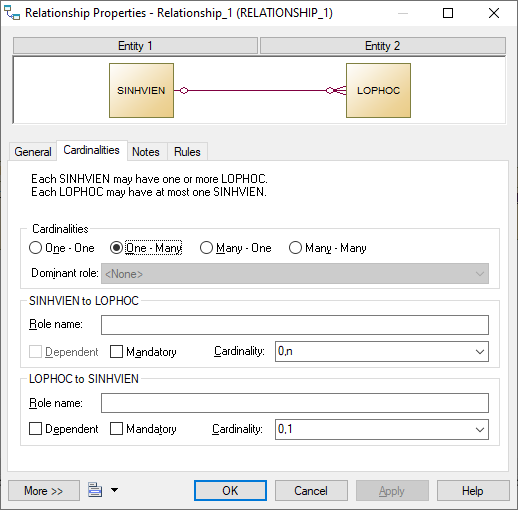 Relationship Properties - Relationship_1 (RELATIONSHIP_1)
Entity 1
Entity 2
SINHVIEN
LOPHOC
General
Cardinalities
Notes
Rules
Each SINHVIEN may have one or more LOPHOC.
Each LOPHOC may have at most one SINHVIEN.
Cardinalities
One - One
One - Many
Many - One
Many - Many
Dominant role:
<None>
SINHVIEN to LOPHOC
Role name:
Dependent
Mandatory
Cardinality:
0,n
LOPHOC to SINHVIEN
Role name:
Dependent
Mandatory
Cardinality:
0,1
More >>
OK
Cancel
Apply
Help